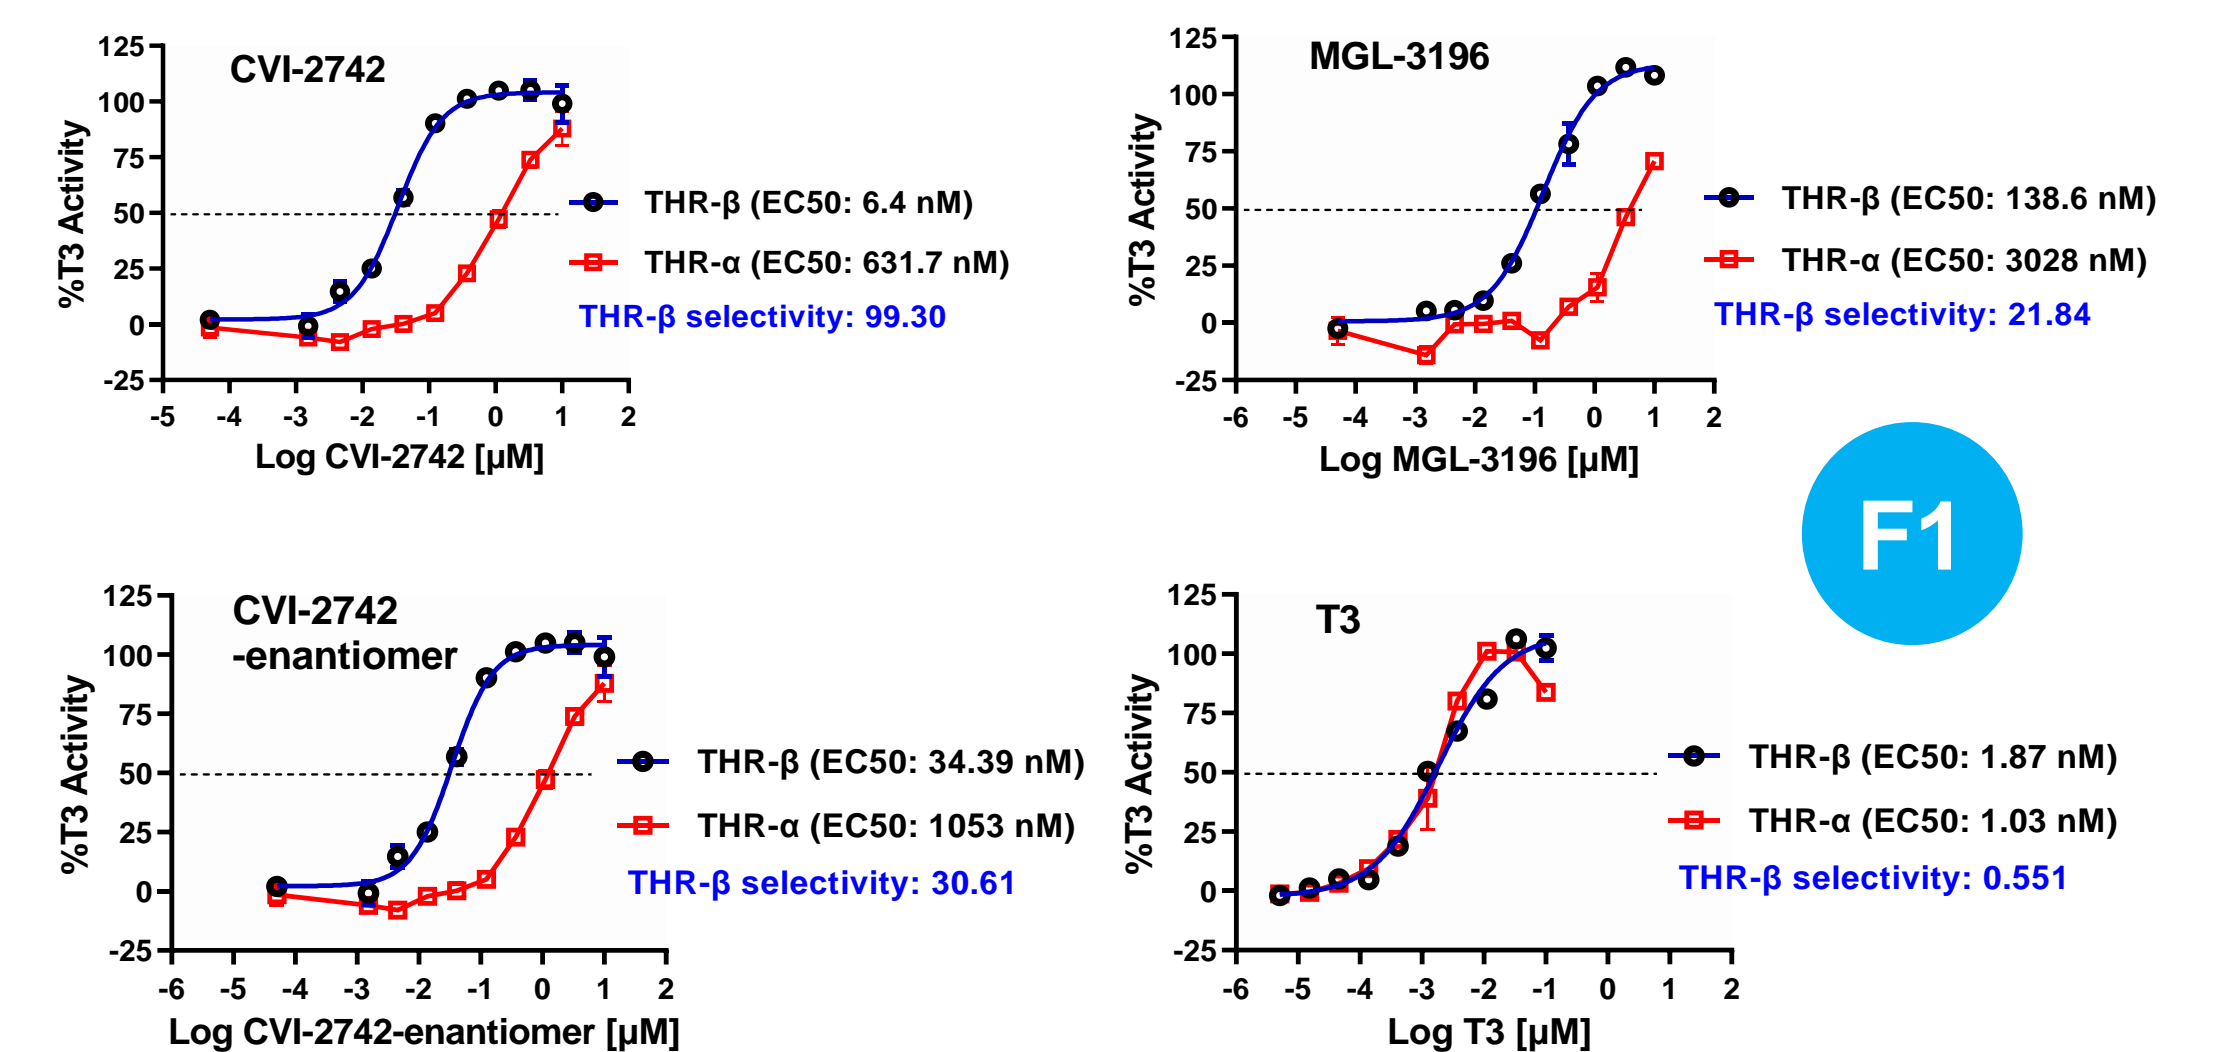 CVI-2742
125
100
75
50
25
0
-25
%T3 Activity
-5 -4 -3 -2 -1 0 1 2
Log CVI-2742 [µM]
THR-β (EC50: 6.4 nM)
THR-α (EC50: 631.7 nM)
THR-β selectivity: 99.30
MGL-3196
125
100
75
50
25
0
-25
%T3 Activity
-6 -5 -4 -3 -2 -1 0 1 2
Log MGL-3196 [µM]
THR-β (EC50: 138.6 nM)
THR-α (EC50: 3028 nM)
THR-β selectivity: 21.84
F1
CVI-2742
-enantiomer
125
100
75
50
25
0
-25
%T3 Activity
-6 -5 -4 -3 -2 -1 0 1 2
Log CVI-2742-enantiomer [µM]
THR-β (EC50: 34.39 nM)
THR-α (EC50: 1053 nM)
THR-β selectivity: 30.61
T3
125
100
75
50
25
0
-25
%T3 Activity
-6 -5 -4 -3 -2 -1 0 1 2
Log T3 [µM]
THR-β (EC50: 1.87 nM)
THR-α (EC50: 1.03 nM)
THR-β selectivity: 0.551